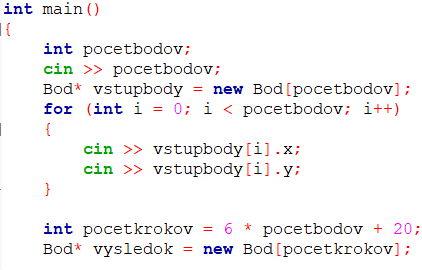 int main()
{
    int pocetbodov;
    cin >> pocetbodov;
    Bod* vstupbody = new Bod[pocetbodov];
    for (int i = 0; i < pocetbodov; i++)
    {
        cin >> vstupbody[i].x;
        cin >> vstupbody[i].y;
    }

    int pocetkrokov = 6 * pocetbodov + 20;
    Bod* vysledok = new Bod[pocetkrokov];